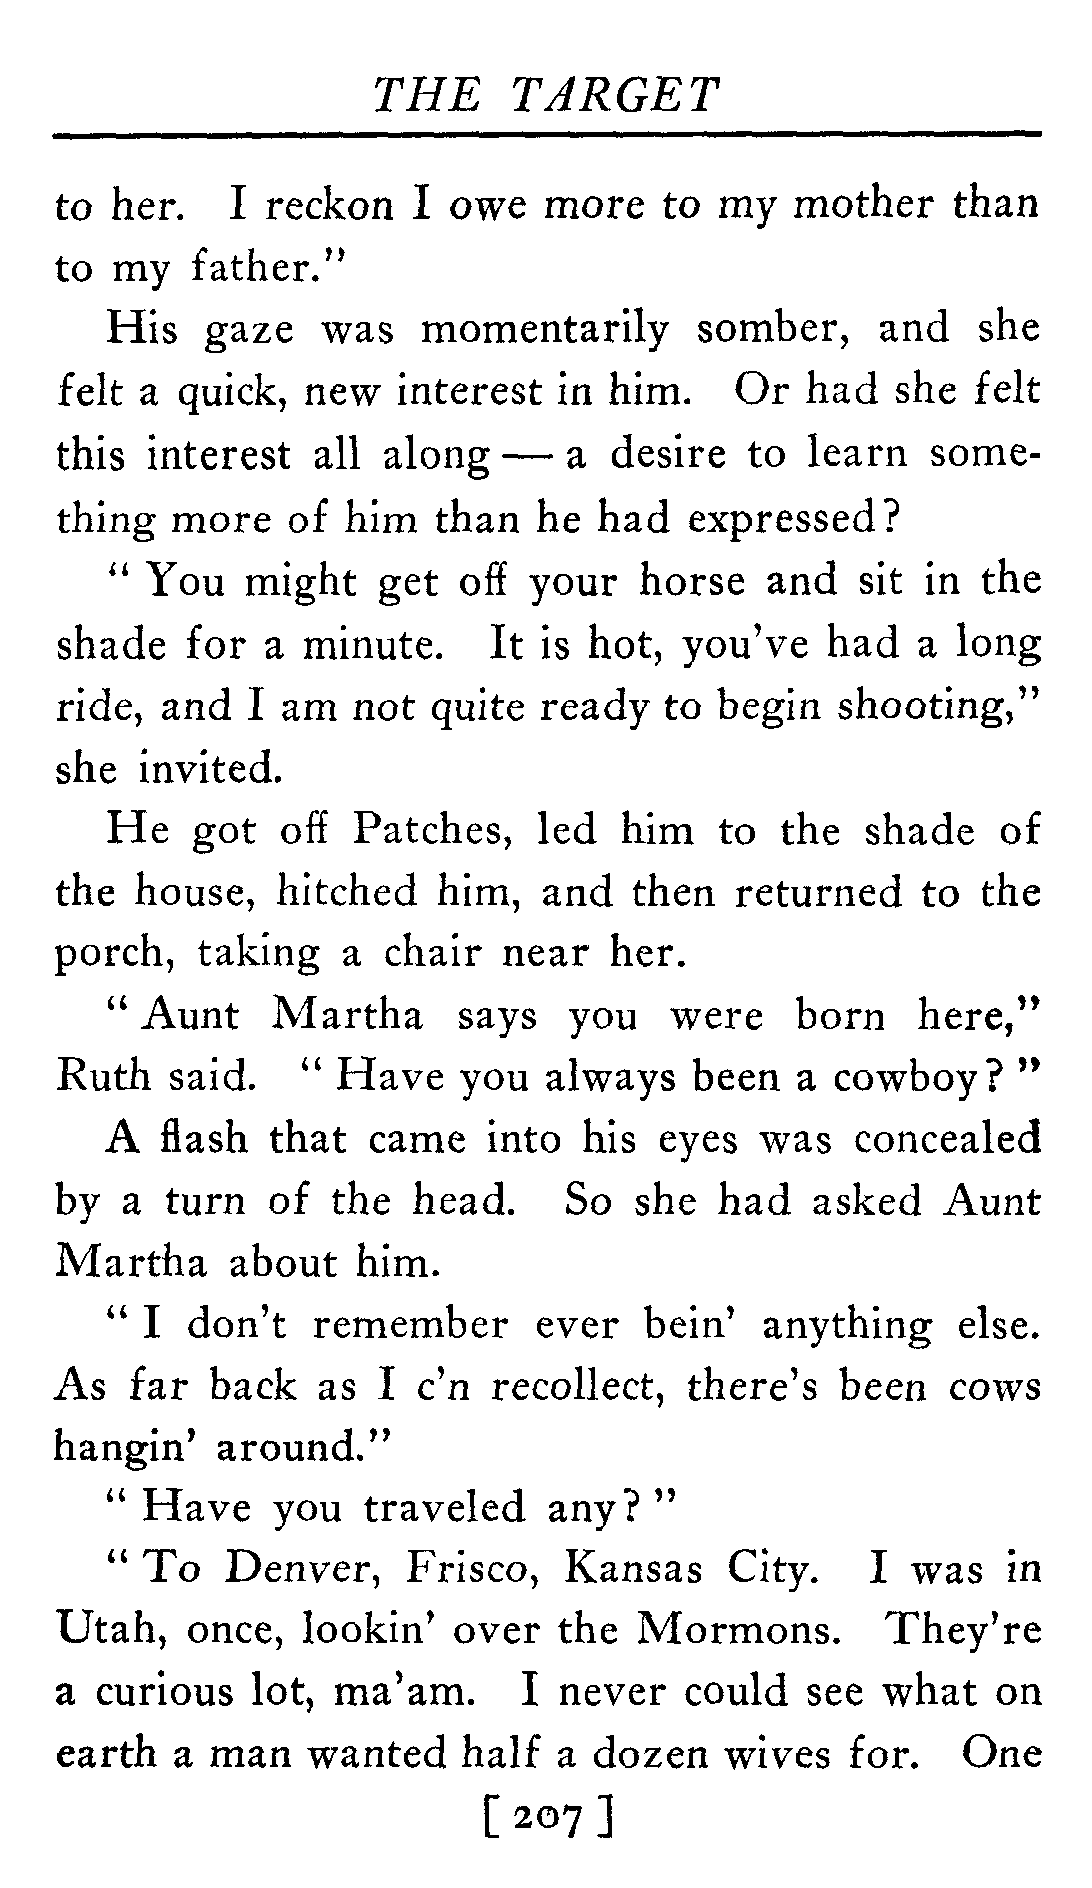 THE TARGET
to her. I reckon I owe more to my mother than
to my father."
His gaze was momentarily somber, and she
felt a quick, new interest in him. Or had she felt
this interest all along — a desire to learn some-
thing more of him than he had expressed?
" You might get off your horse and sit in the
shade for a minute. It is hot, you've had a long
ride, and I am not quite ready to begin shooting,"
she invited.
He got off Patches, led him to the shade of
the house, hitched him, and then returned to the
porch, taking a chair near her.
" Aunt Martha says you were born here,"
Ruth said. " Have you always been a cowboy? "
A flash that came into his eyes was concealed
by a turn of the head. So she had asked Aunt
Martha about him.
" I don't remember ever bein' anything else.
As far back as I c'n recollect, there's been cows
hangin' around."
" Have you traveled any? "
" To Denver, Frisco, Kansas City. I was in
Utah, once, lookin' over the Mormons. They're
a curious lot, ma'am. I never could see what on
earth a man wanted half a dozen wives for. One
[ 207 ]